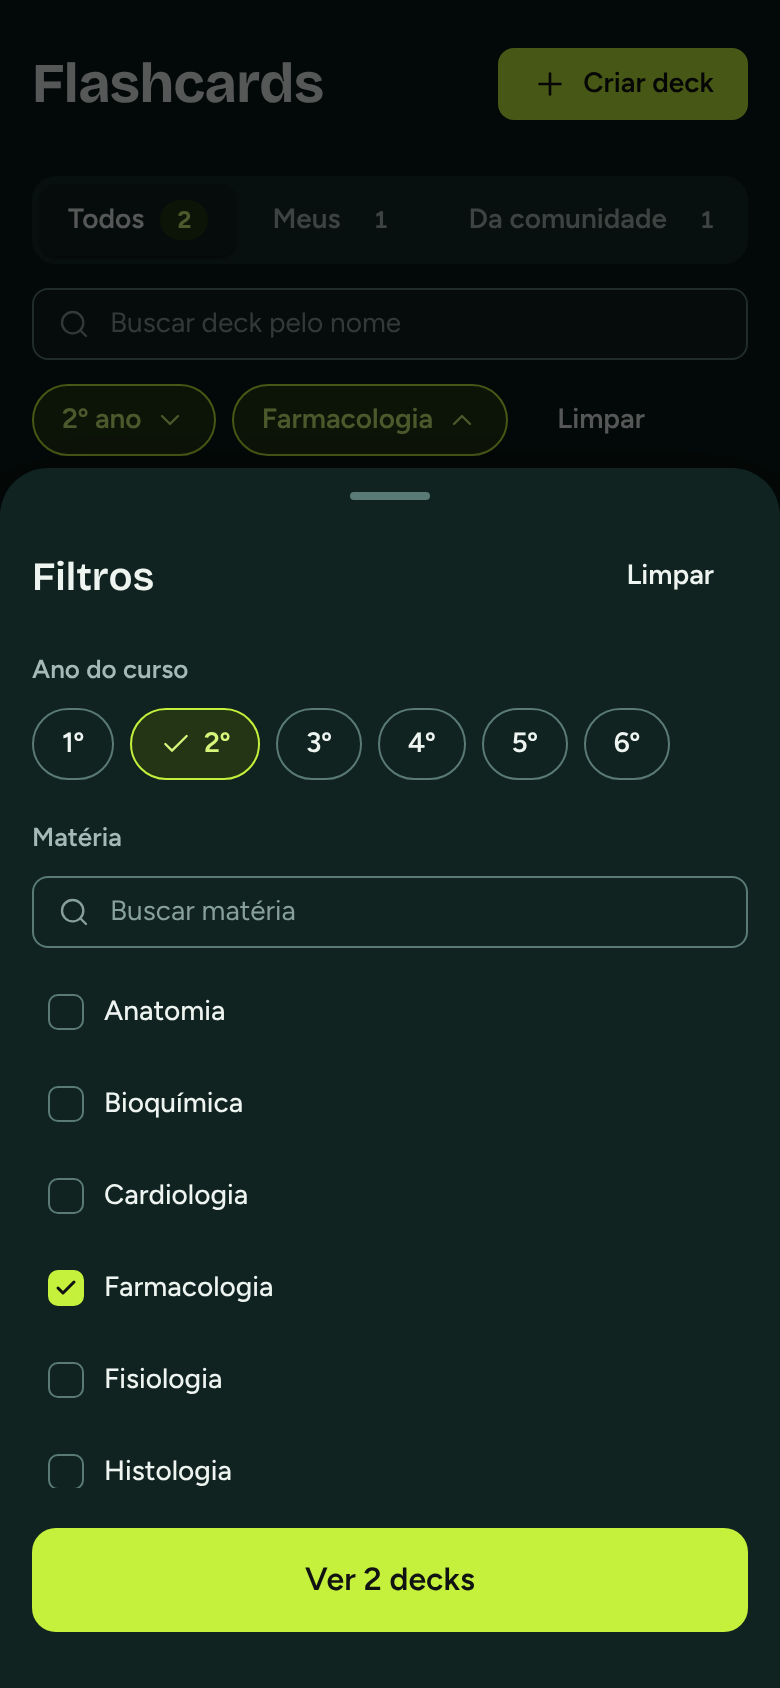 Flashcards
Criar deck
Todos 2 Meus 1 Da comunidade 1
Buscar deck pelo nome
2º ano Farmacologia Limpar
Filtros Limpar
Ano do curso
1º 2º 3º 4º 5º 6º
Matéria
Buscar matéria
Anatomia
Bioquímica
Cardiologia
Farmacologia
Fisiologia
Histologia
Ver 2 decks